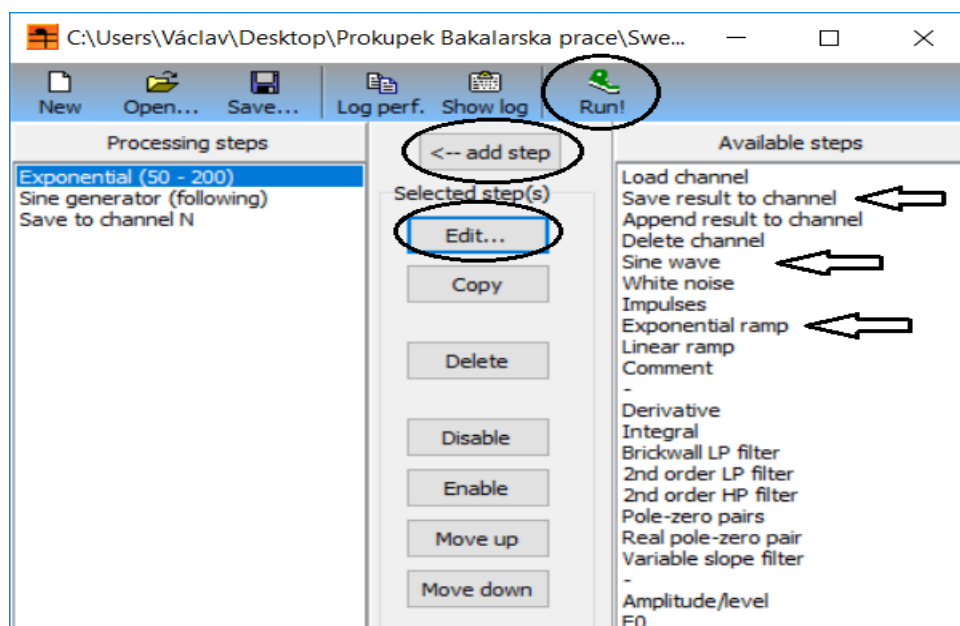 C:\Users\Václav\Desktop\Prokupek Bakalarska prace\Swe...
New Open... Save... Log perf. Show log Run!
Processing steps
Exponential (50 - 200)
Sine generator (following)
Save to channel N
<-- add step
Selected step(s)
Edit...
Copy
Delete
Disable
Enable
Move up
Move down
Available steps
Load channel
Save result to channel
Append result to channel
Delete channel
Sine wave
White noise
Impulses
Exponential ramp
Linear ramp
Comment
-
Derivative
Integral
Brickwall LP filter
2nd order LP filter
2nd order HP filter
Pole-zero pairs
Real pole-zero pair
Variable slope filter
-
Amplitude/level